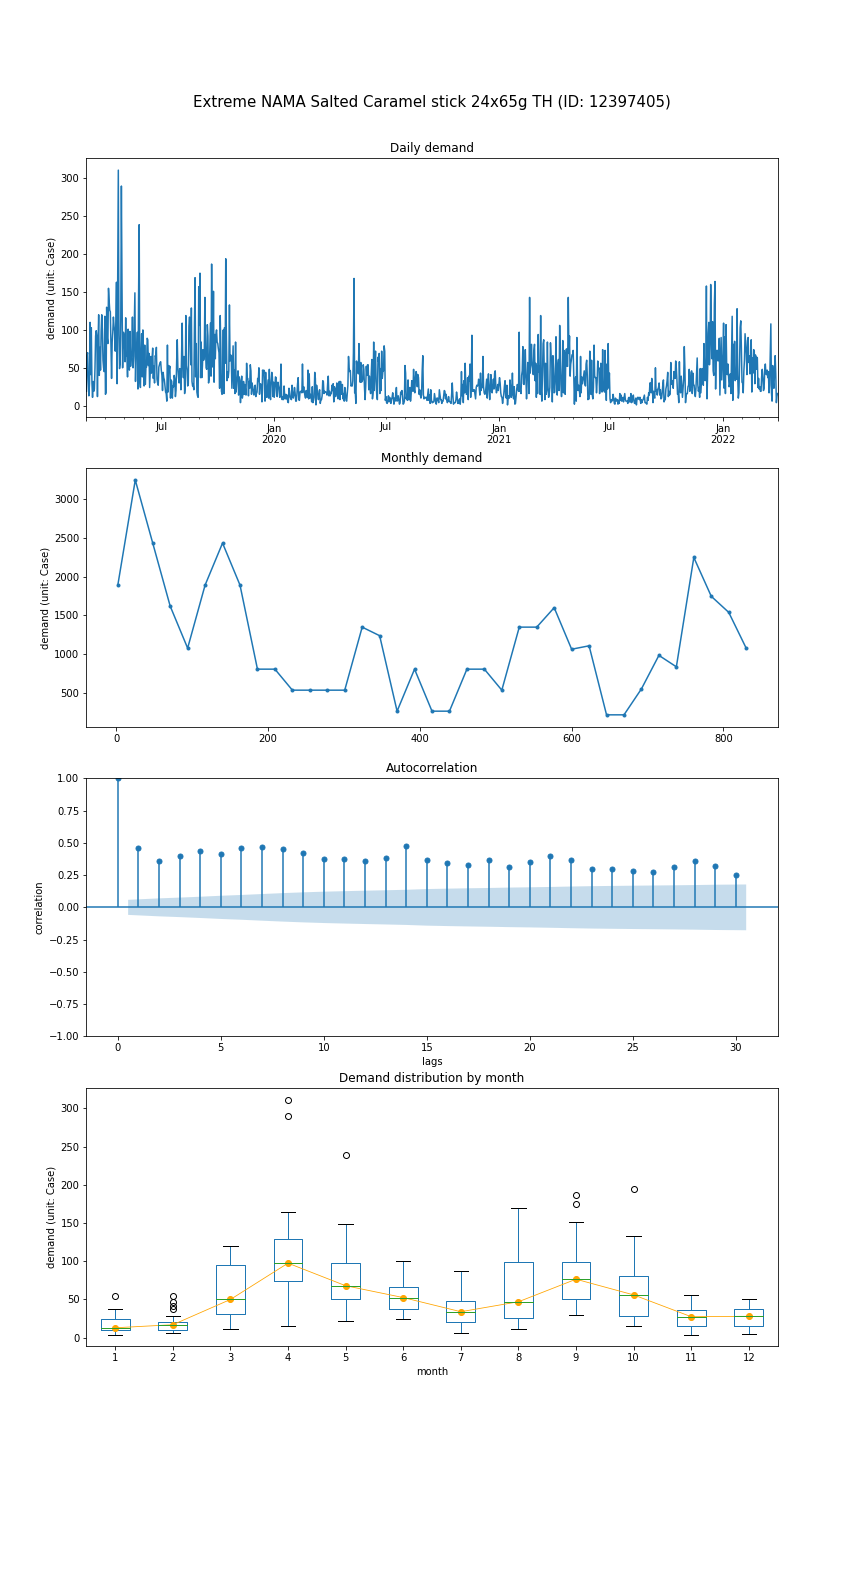 Extreme NAMA Salted Caramel stick 24x65g TH (ID: 12397405)
Daily demand
demand (unit: Case)
300
250
200
150
100
50
0
Jul
Jan
2020
Jul
Jan
2021
Jul
Jan
2022
Monthly demand
demand (unit: Case)
3000
2500
2000
1500
1000
500
0 200 400 600 800
Autocorrelation
correlation
1.00
0.75
0.50
0.25
0.00
−0.25
−0.50
−0.75
−1.00
0 5 10 15 20 25 30
lags
Demand distribution by month
demand (unit: Case)
300
250
200
150
100
50
0
1 2 3 4 5 6 7 8 9 10 11 12
month